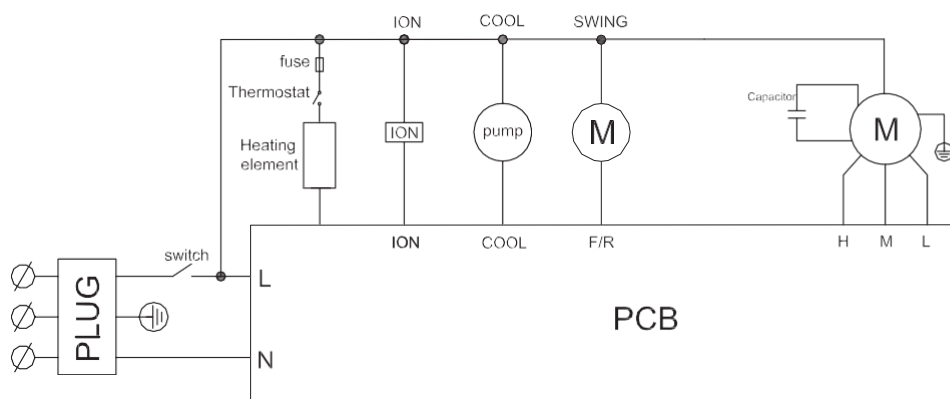 ION COOL SWING
fuse
Thermostat
Capacitor
Heating
element
ION
pump
M
M
ION COOL F/R H M L
switch
PLUG
L
N
PCB